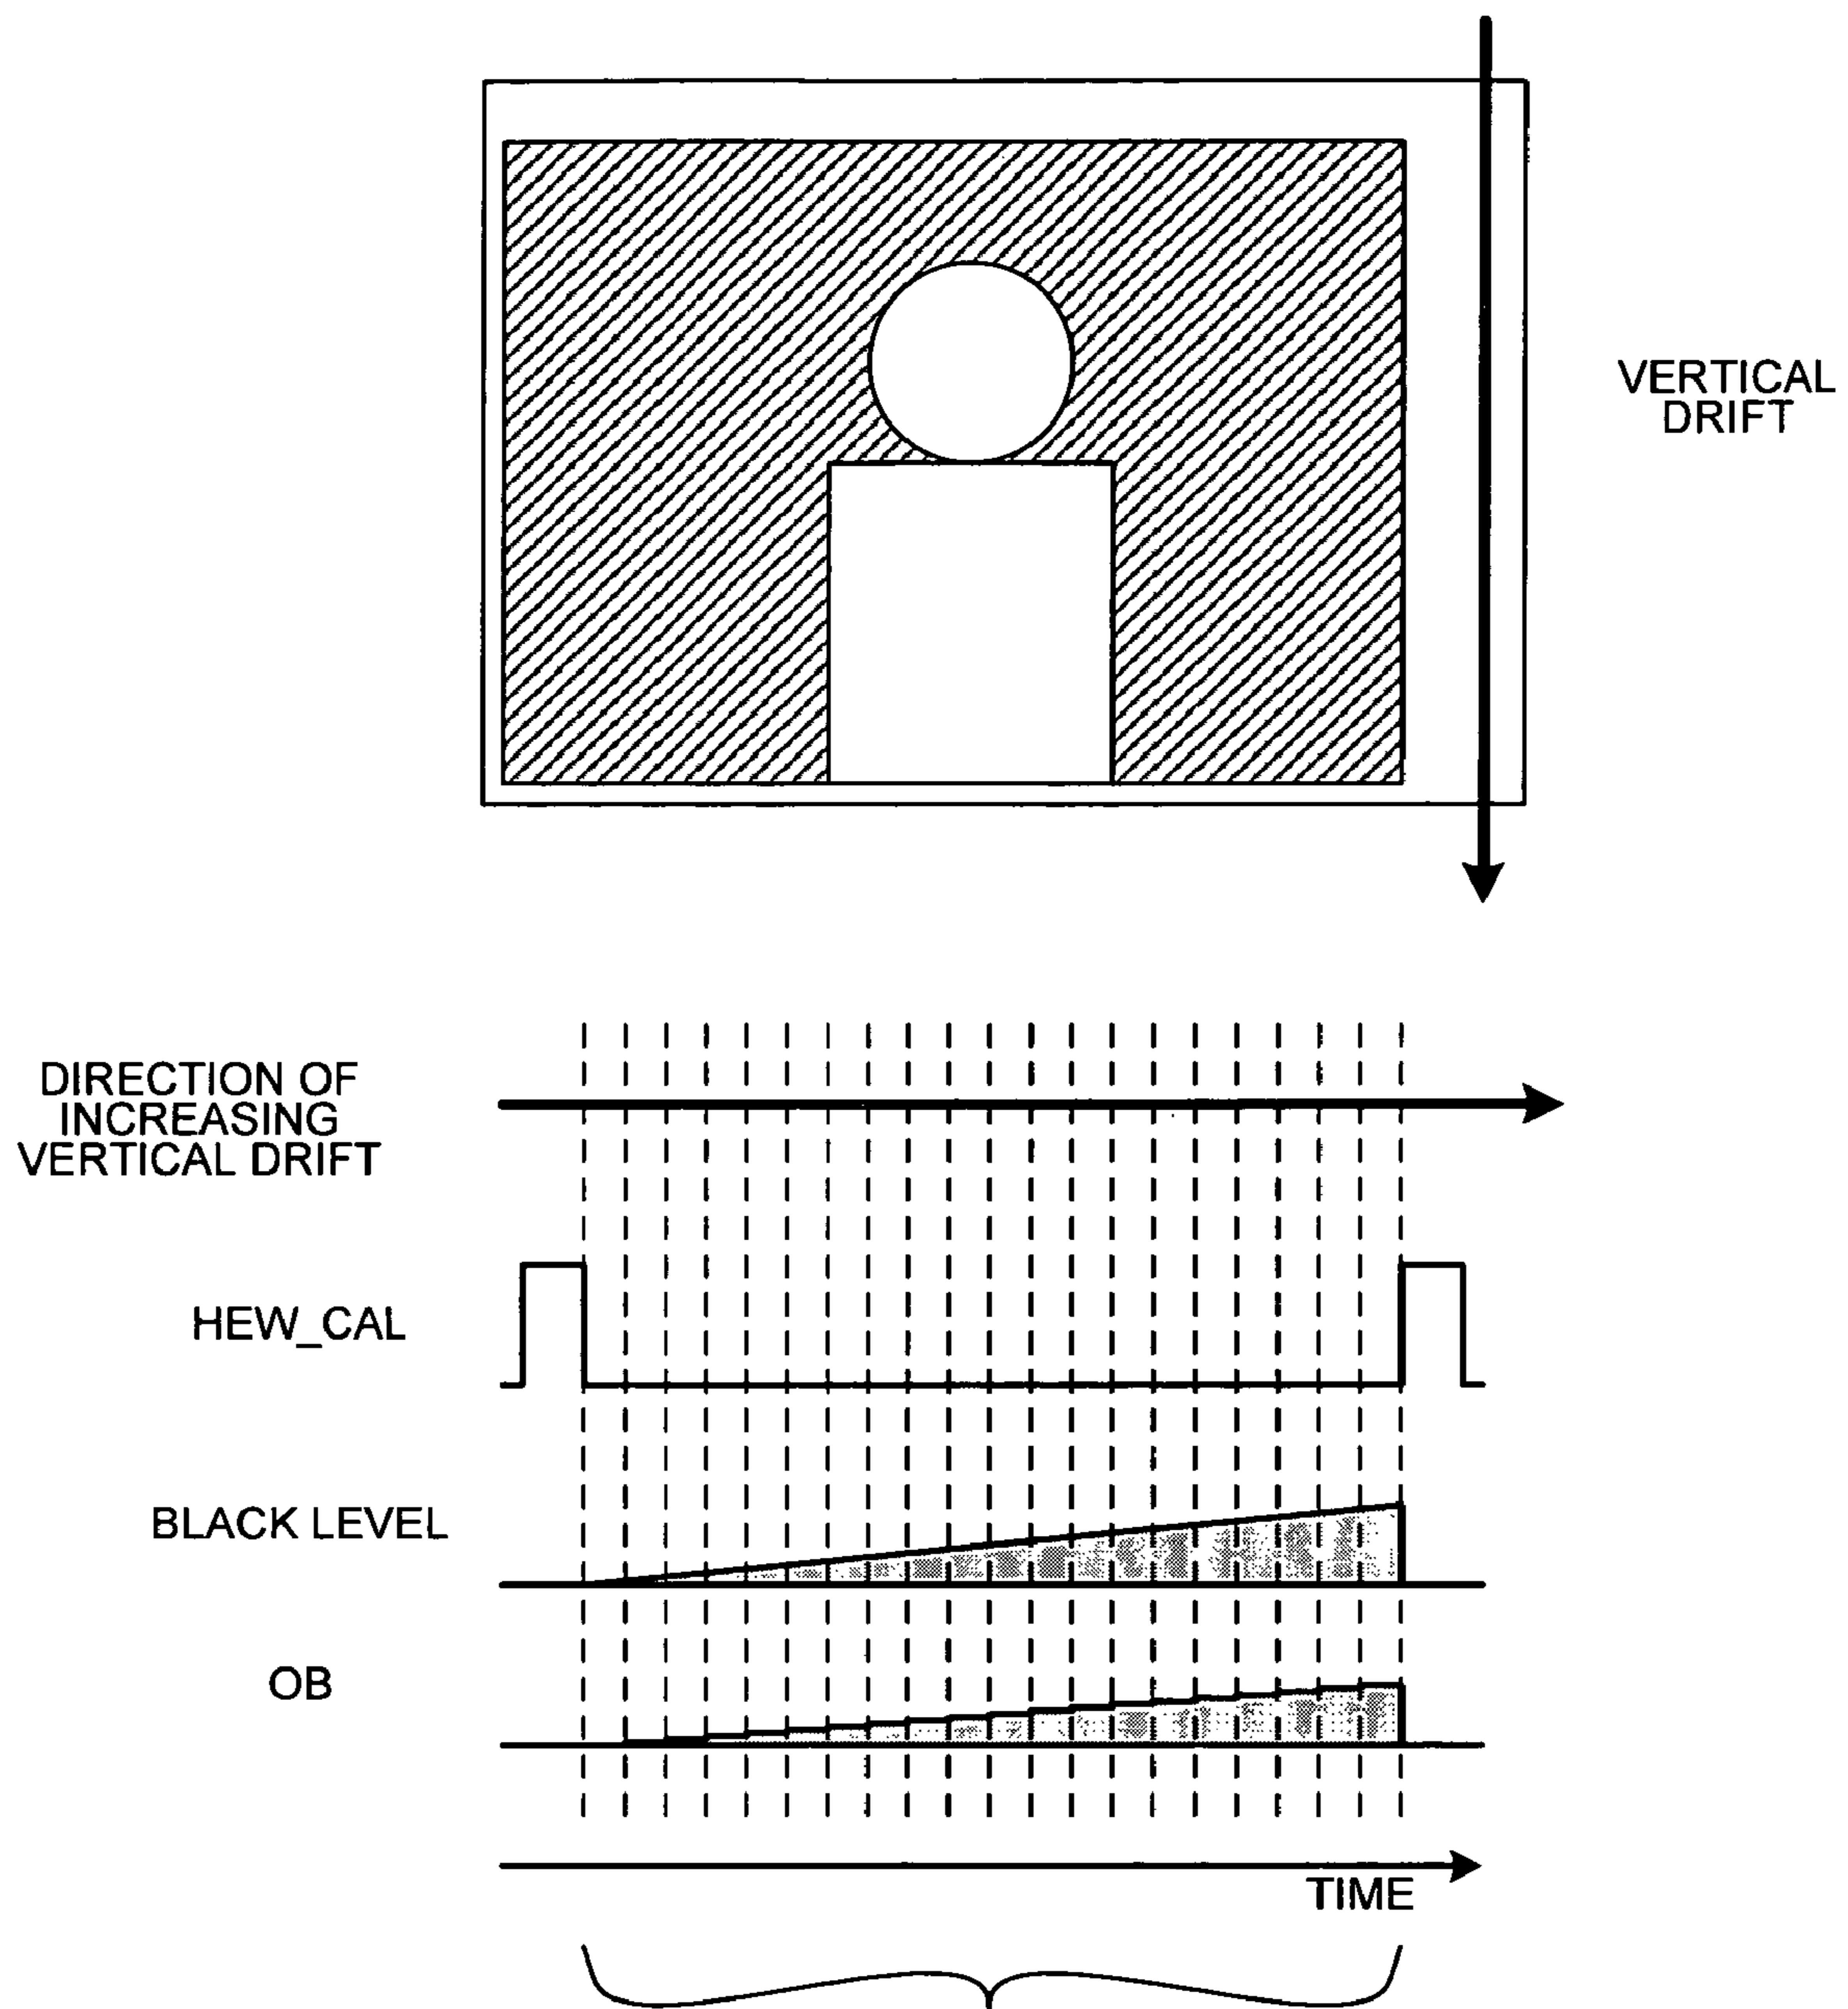 VERTICAL
DRIFT
DIRECTION OF
INCREASING
VERTICAL DRIFT
HEW_CAL
BLACK LEVEL
OB
TIME